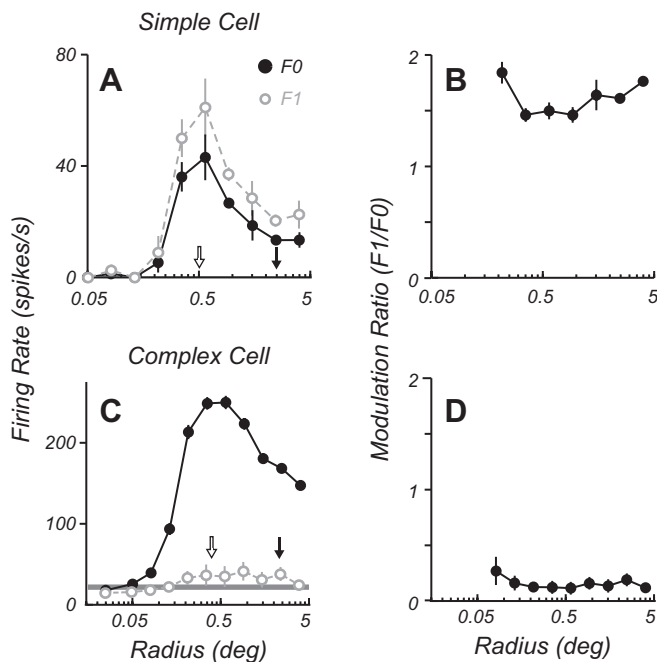 Simple Cell
A
B
F0
F1
80
40
0
0.05
0.5
5
2
1
0
0.05
0.5
5
Firing Rate (spikes/s)
Modulation Ratio (F1/F0)
Complex Cell
C
D
200
100
00
0.05
0.5
5
2
1
0
0.05
0.5
5
Radius (deg)
Radius (deg)